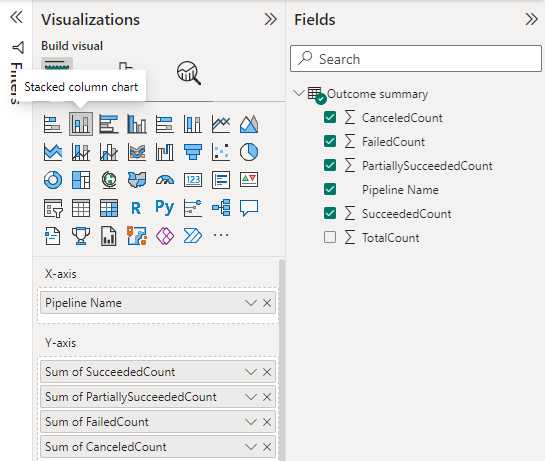 Visualizations
Build visual
Filters
Stacked column chart
123
R
Py
X-axis
Pipeline Name
Y-axis
Sum of SucceededCount
Sum of PartiallySucceededCount
Sum of FailedCount
Sum of CanceledCount
Fields
Search
Outcome summary
CanceledCount
FailedCount
PartiallySucceededCount
Pipeline Name
SucceededCount
TotalCount